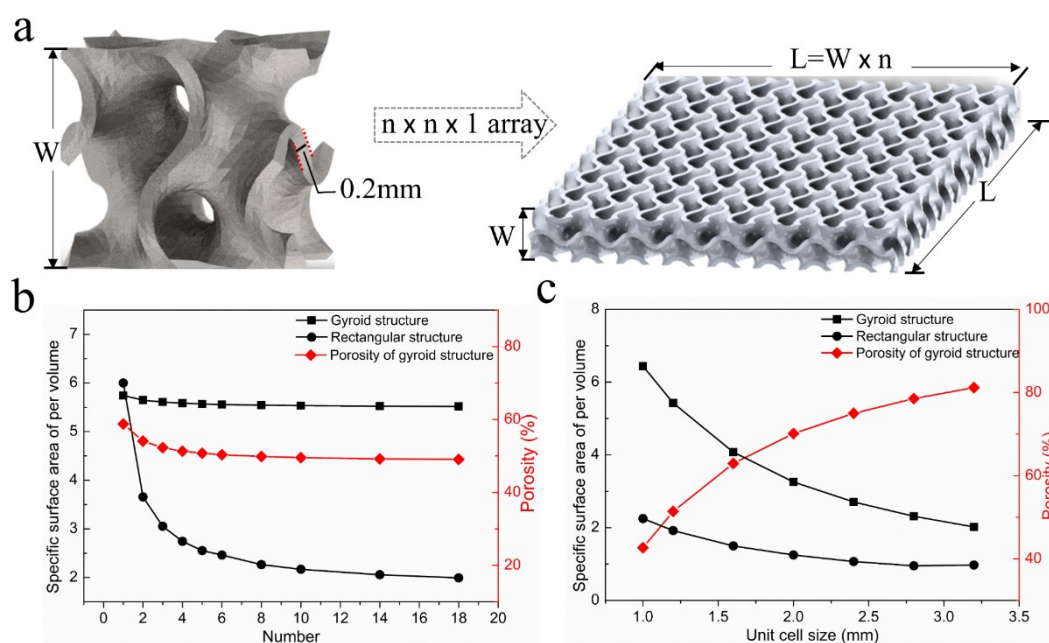 a
W
0.2mm
n x n x 1 array
L=W x n
W
L
b
Gyroid structure
Rectangular structure
Porosity of gyroid structure
Specific surface area of per volume
7
6
5
4
3
2
0 2 4 6 8 10 12 14 16 18 20
Number
80
60
40
20
Porosity (%)
c
Gyroid structure
Rectangular structure
Porosity of gyroid structure
Specific surface area of per volume
8
6
4
2
0
1.0 1.5 2.0 2.5 3.0 3.5
Unit cell size (mm)
100
80
60
40
Porosity (%)